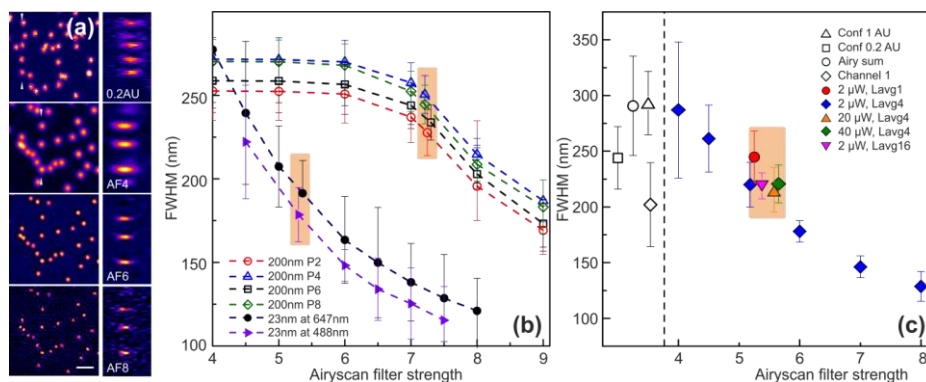 (a)
0.2AU
AF4
AF6
AF8
FWHM (nm)
250
200
150
100
4
5
6
7
8
9
Airyscan filter strength
200nm P2
200nm P4
200nm P6
200nm P8
23nm at 647nm
23nm at 488nm
(b)
FWHM (nm)
350
300
250
200
150
100
4
5
6
7
8
Airyscan filter strength
Conf 1 AU
Conf 0.2 AU
Airy sum
Channel 1
2 μW, Lavg1
2 μW, Lavg4
20 μW, Lavg4
40 μW, Lavg4
2 μW, Lavg16
(c)